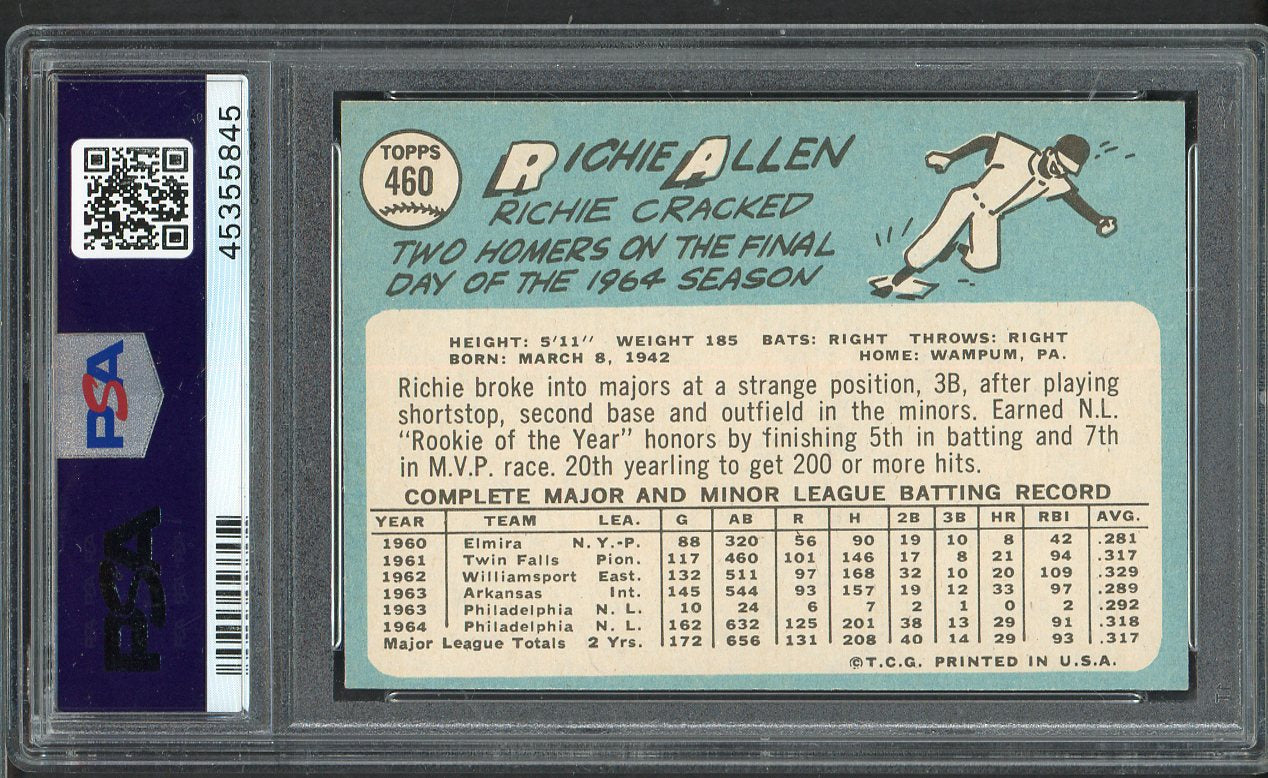 45355845
PSA
PSA
TOPPS
460
RICHIE ALLEN
RICHIE CRACKED
TWO HOMERS ON THE FINAL
DAY OF THE 1964 SEASON
HEIGHT: 5'11" WEIGHT 185 BATS: RIGHT THROWS: RIGHT
BORN: MARCH 8, 1942 HOME: WAMPUM, PA.
Richie broke into majors at a strange position, 3B, after playing
shortstop, second base and outfield in the minors. Earned N.L.
"Rookie of the Year" honors by finishing 5th in batting and 7th
in M.V.P. race. 20th yearling to get 200 or more hits.
COMPLETE MAJOR AND MINOR LEAGUE BATTING RECORD
YEAR TEAM LEA. G AB R H 2B 3B HR RBI AVG.
1960 Elmira N.Y.-P. 88 320 56 90 19 10 8 42 .281
1961 Twin Falls Pion. 117 460 101 146 17 8 21 94 .317
1962 Williamsport East. 132 511 97 168 32 10 20 109 .329
1963 Arkansas Int. 145 544 93 157 19 12 33 97 .289
1963 Philadelphia N. L. 10 24 6 7 2 1 0 2 .292
1964 Philadelphia N. L. 162 632 125 201 38 13 29 91 .318
Major League Totals 2 Yrs. 172 656 131 208 40 14 29 93 .317
©T.C.G. PRINTED IN U.S.A.